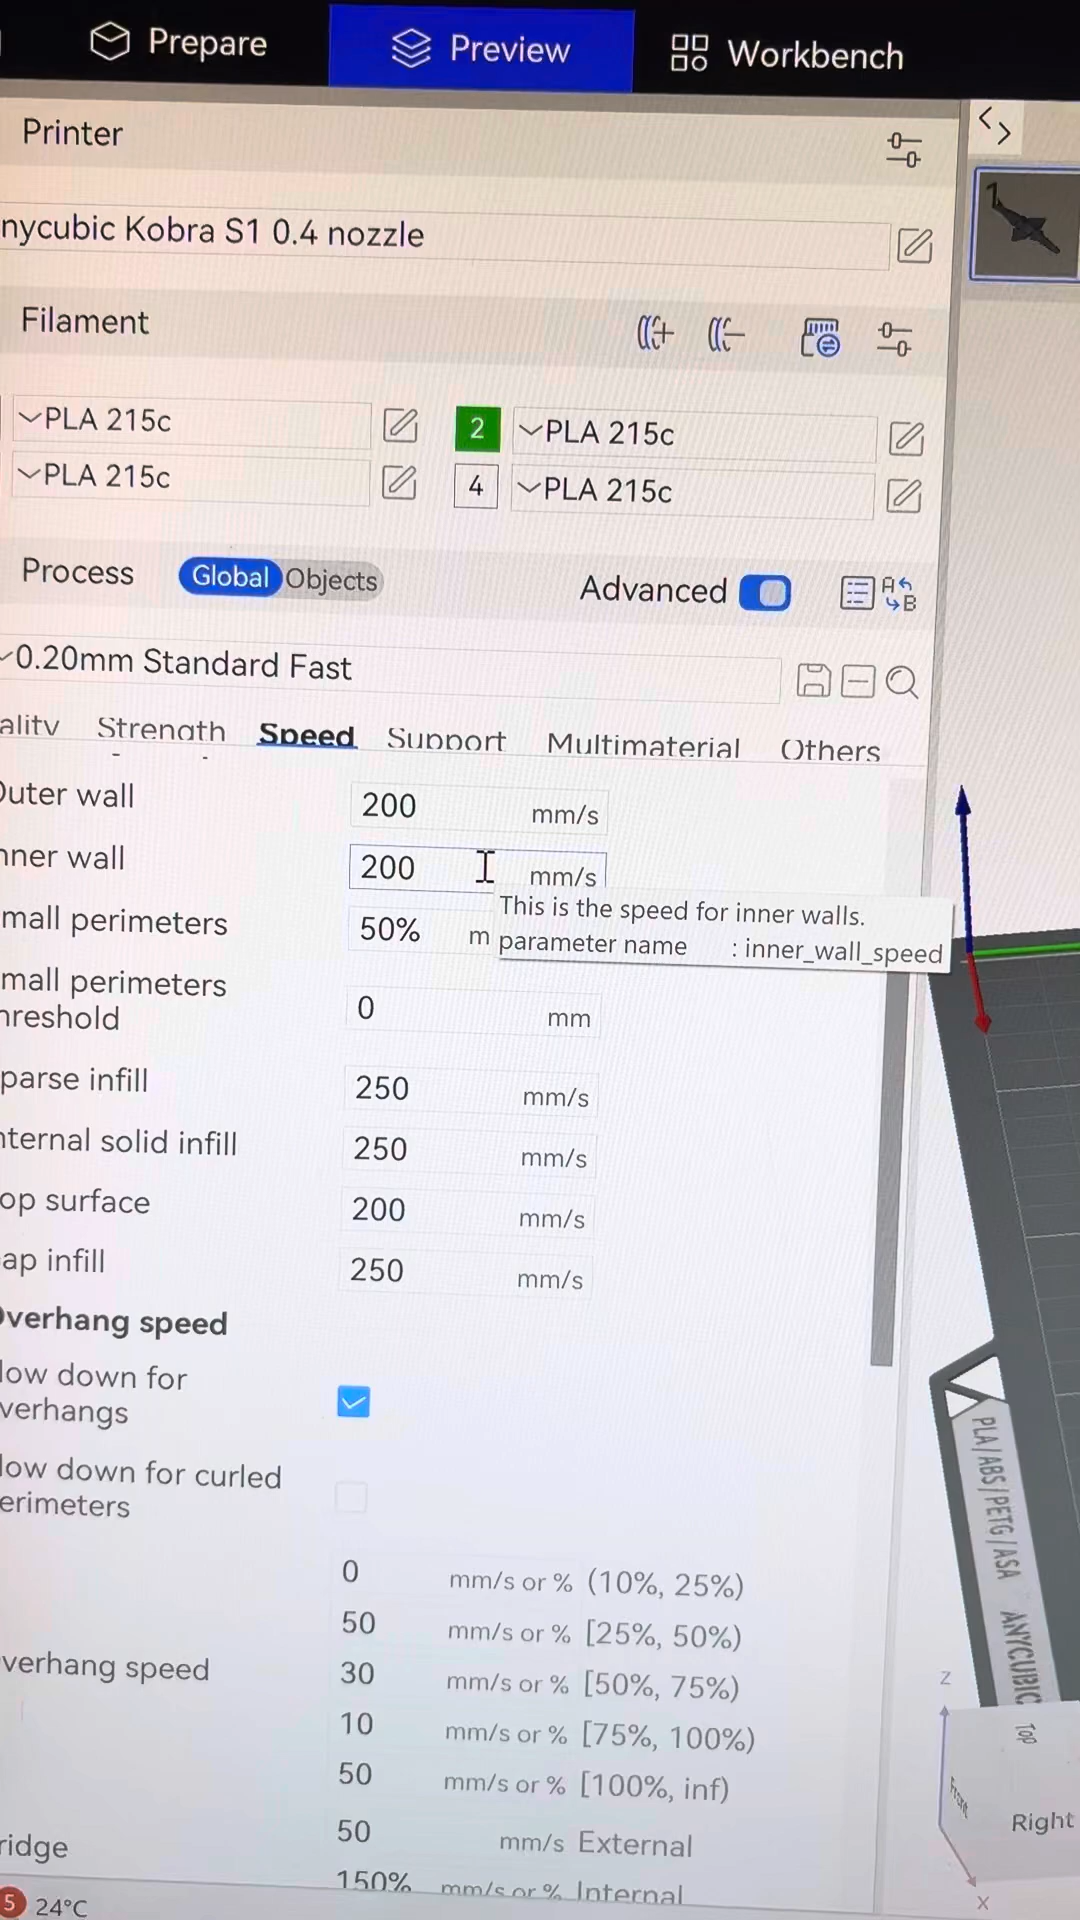 Prepare
Preview
Workbench
Printer
nycubic Kobra S1 0.4 nozzle
Filament
PLA 215c
2
PLA 215c
PLA 215c
4
PLA 215c
Process
Global
Objects
Advanced
0.20mm Standard Fast
ality
Strength
Speed
Support
Multimaterial
Others
Outer wall
200
mm/s
nner wall
200
mm/s
This is the speed for inner walls.
parameter name : inner_wall_speed
mall perimeters
50%
m
mall perimeters
hreshold
0
mm
parse infill
250
mm/s
nternal solid infill
250
mm/s
op surface
200
mm/s
ap infill
250
mm/s
Overhang speed
low down for
verhangs
low down for curled
erimeters
0 mm/s or % (10%, 25%)
50 mm/s or % [25%, 50%)
verhang speed
30 mm/s or % [50%, 75%)
10 mm/s or % [75%, 100%)
50 mm/s or % [100%, inf)
ridge
50 mm/s External
150% mm/s or % Internal
5
24°C
PLA/ABS/PETG/ASA
ANYCUBIC
Z
Top
Front
Right
X